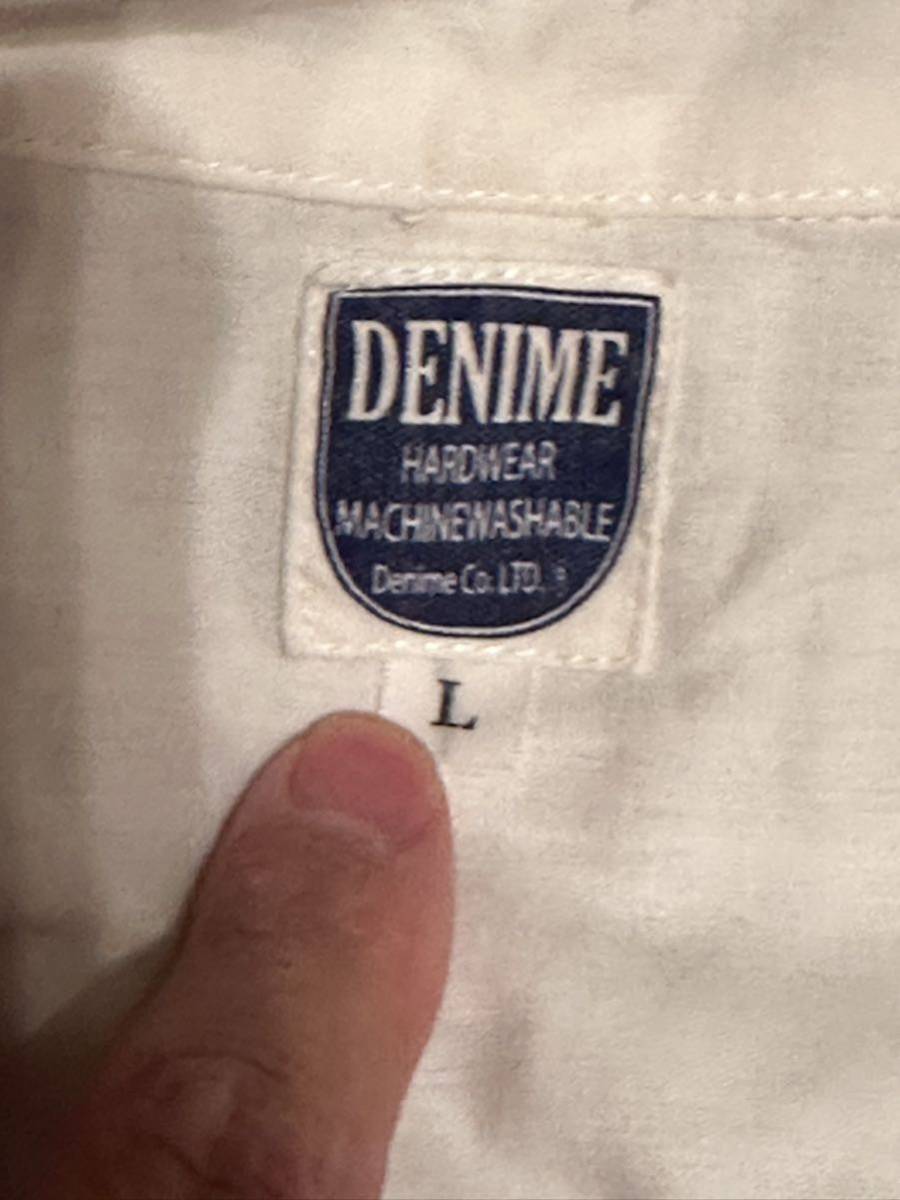 DENIME
HARDWEAR
MACHINEWASHABLE
Denime Co. LTD.
L